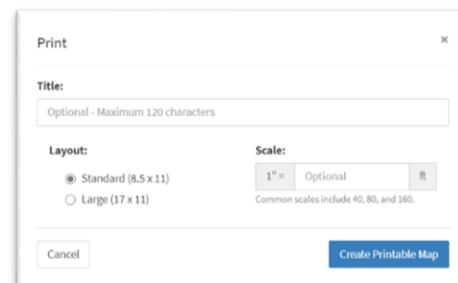 Print ×
Title:
Optional - Maximum 120 characters
Layout: Scale:
Standard (8.5 x 11) 1" = Optional ft
Large (17 x 11) Common scales include 40, 80, and 160.
Cancel Create Printable Map